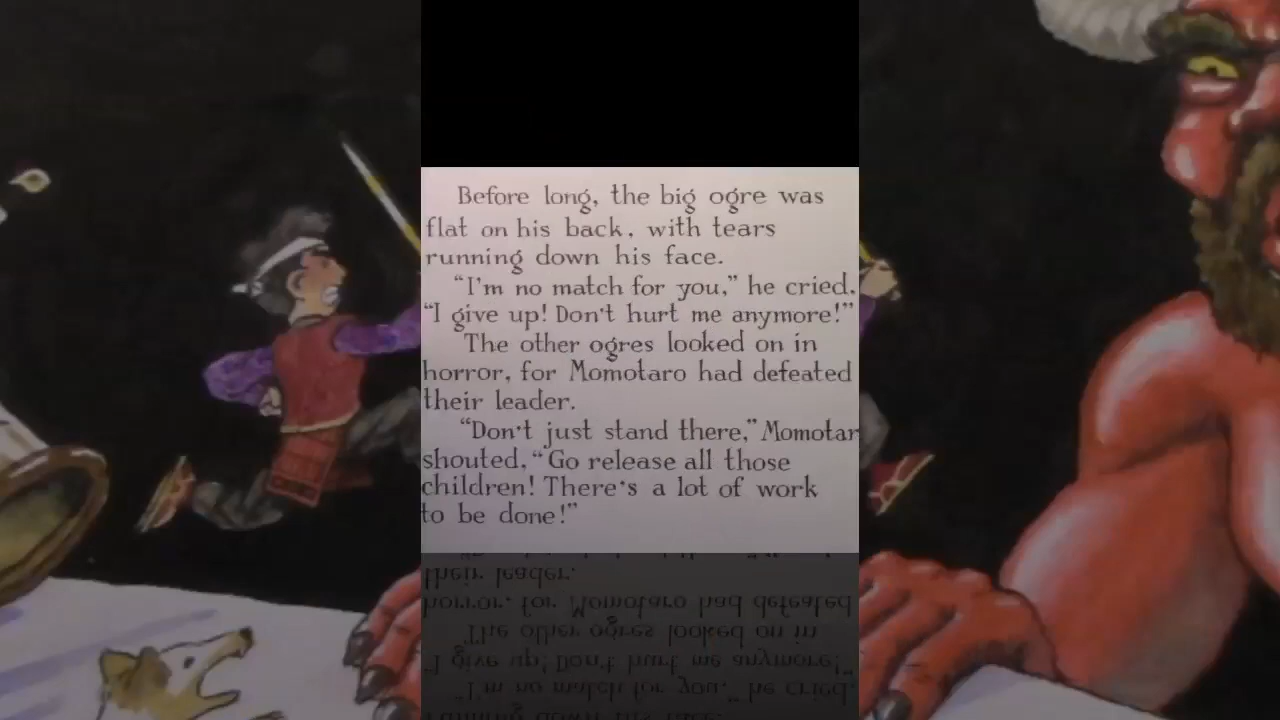 Before long, the big ogre was
flat on his back, with tears
running down his face.
"I'm no match for you," he cried.
"I give up! Don't hurt me anymore!"
The other ogres looked on in
horror, for Momotaro had defeated
their leader.
"Don't just stand there," Momotar
shouted, "Go release all those
children! There's a lot of work
to be done!"